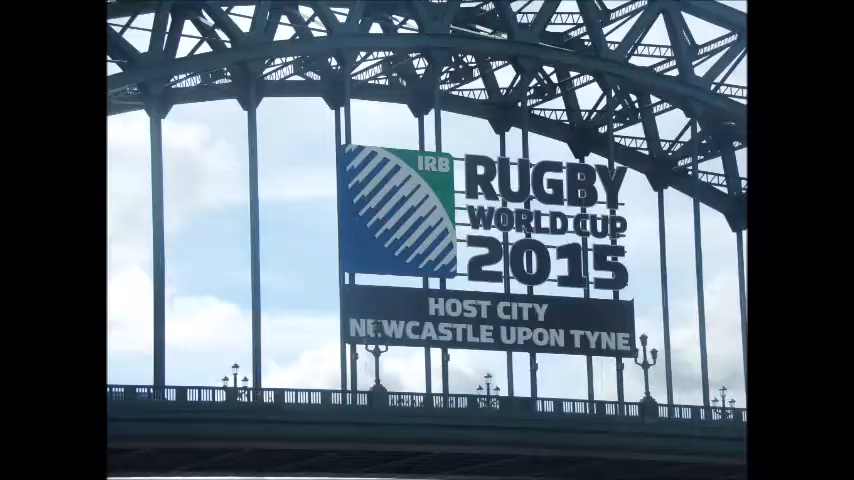 IRB
RUGBY
WORLD CUP
2015
HOST CITY
NEWCASTLE UPON TYNE